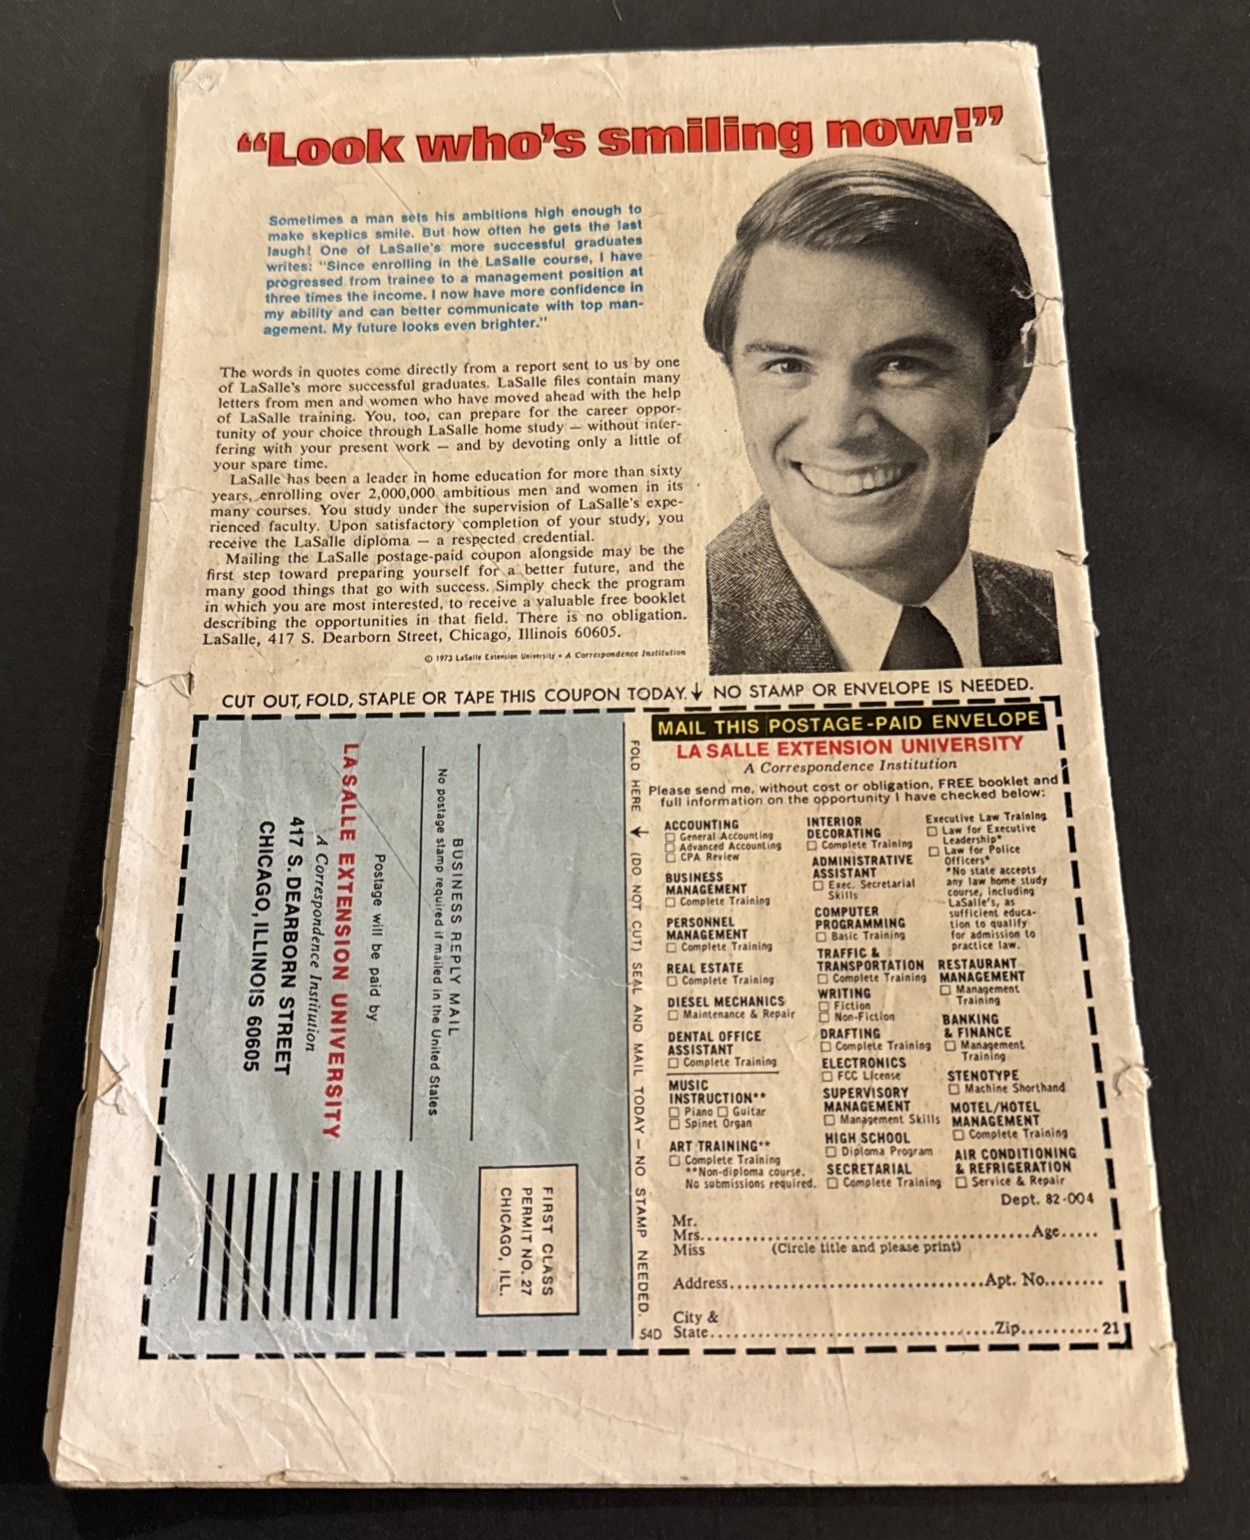 “Look who’s smiling now!”
Sometimes a man sets his ambitions high enough to
make skeptics smile. But how often he gets the last
laugh! One of LaSalle's more successful graduates
writes: "Since enrolling in the LaSalle course, I have
progressed from trainee to a management position at
three times the income. I now have more confidence in
my ability and can better communicate with top man-
agement. My future looks even brighter."
The words in quotes come directly from a report sent to us by one
of LaSalle's more successful graduates. LaSalle files contain many
letters from men and women who have moved ahead with the help
of LaSalle training. You, too, can prepare for the career oppor-
tunity of your choice through LaSalle home study — without inter-
fering with your present work — and by devoting only a little of
your spare time.
LaSalle has been a leader in home education for more than sixty
years, enrolling over 2,000,000 ambitious men and women in its
many courses. You study under the supervision of LaSalle's expe-
rienced faculty. Upon satisfactory completion of your study, you
receive the LaSalle diploma — a respected credential.
Mailing the LaSalle postage-paid coupon alongside may be the
first step toward preparing yourself for a better future, and the
many good things that go with success. Simply check the program
in which you are most interested, to receive a valuable free booklet
describing the opportunities in that field. There is no obligation.
LaSalle, 417 S. Dearborn Street, Chicago, Illinois 60605.
© 1973 LaSalle Extension University • A Correspondence Institution
CUT OUT, FOLD, STAPLE OR TAPE THIS COUPON TODAY. ↓ NO STAMP OR ENVELOPE IS NEEDED.
FIRST CLASS
PERMIT NO. 27
CHICAGO, ILL.
BUSINESS REPLY MAIL
No postage stamp required if mailed in the United States
Postage will be paid by
LA SALLE EXTENSION UNIVERSITY
A Correspondence Institution
417 S. DEARBORN STREET
CHICAGO, ILLINOIS 60605
FOLD HERE ← (DO NOT CUT) SEAL AND MAIL TODAY — NO STAMP NEEDED.
54D
MAIL THIS POSTAGE-PAID ENVELOPE
LA SALLE EXTENSION UNIVERSITY
A Correspondence Institution
Please send me, without cost or obligation, FREE booklet and
full information on the opportunity I have checked below:
ACCOUNTING
☐ General Accounting
☐ Advanced Accounting
☐ CPA Review
BUSINESS
MANAGEMENT
☐ Complete Training
PERSONNEL
MANAGEMENT
☐ Complete Training
REAL ESTATE
☐ Complete Training
DIESEL MECHANICS
☐ Maintenance & Repair
DENTAL OFFICE
ASSISTANT
☐ Complete Training
MUSIC
INSTRUCTION**
☐ Piano ☐ Guitar
☐ Spinet Organ
ART TRAINING**
☐ Complete Training
**Non-diploma course.
No submissions required.
INTERIOR
DECORATING
☐ Complete Training
ADMINISTRATIVE
ASSISTANT
☐ Exec. Secretarial
Skills
COMPUTER
PROGRAMMING
☐ Basic Training
TRAFFIC &
TRANSPORTATION
☐ Complete Training
WRITING
☐ Fiction
☐ Non-Fiction
DRAFTING
☐ Complete Training
ELECTRONICS
☐ FCC License
SUPERVISORY
MANAGEMENT
☐ Management Skills
HIGH SCHOOL
☐ Diploma Program
SECRETARIAL
☐ Complete Training
Executive Law Training
☐ Law for Executive
Leadership*
☐ Law for Police
Officers*
*No state accepts
any law home study
course, including
LaSalle's, as
sufficient educa-
tion to qualify
for admission to
practice law.
RESTAURANT
MANAGEMENT
☐ Management
Training
BANKING
& FINANCE
☐ Management
Training
STENOTYPE
☐ Machine Shorthand
MOTEL/HOTEL
MANAGEMENT
☐ Complete Training
AIR CONDITIONING
& REFRIGERATION
☐ Service & Repair
Dept. 82-004
Mr.
Mrs. Age
Miss (Circle title and please print)
Address Apt. No.
City &
State Zip 21